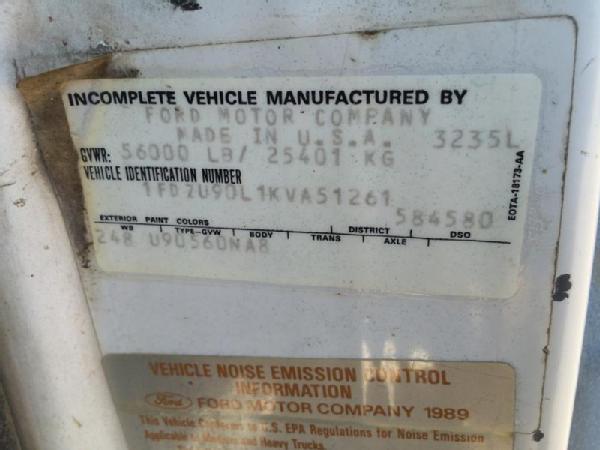 INCOMPLETE VEHICLE MANUFACTURED BY
FORD MOTOR COMPANY
MADE IN U.S.A. 3235L
GVWR: 56000 LB/ 25401 KG
VEHICLE IDENTIFICATION NUMBER
1FDZU90L1KVA51261
584580
EXTERIOR PAINT COLORS DISTRICT DSO
WB TYPE-GVW BODY TRANS AXLE
248 U90560NA8
EOTA-18173-AA
VEHICLE NOISE EMISSION CONTROL
INFORMATION
Ford FORD MOTOR COMPANY 1989
This Vehicle Conforms to U.S. EPA Regulations for Noise Emission
Applicable to Medium and Heavy Trucks.